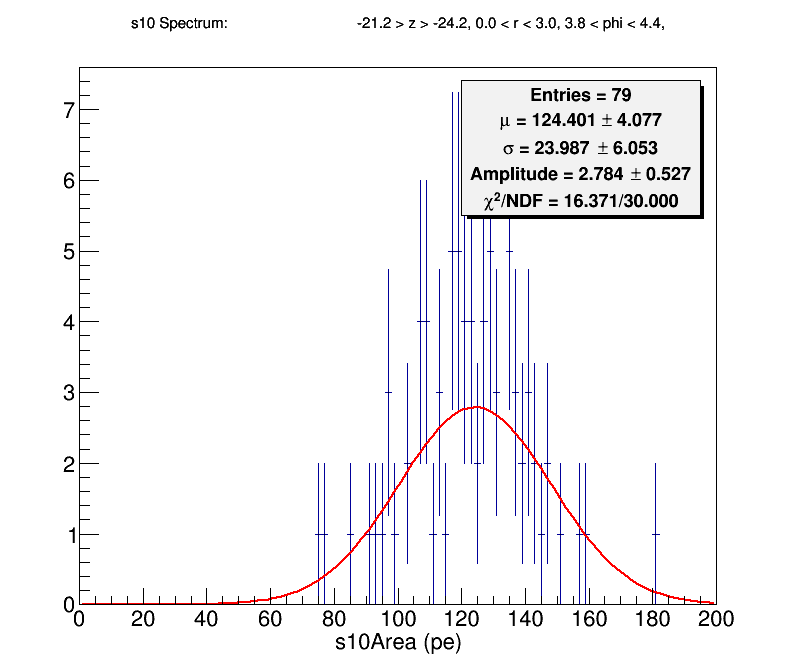 s10 Spectrum: -21.2 > z > -24.2, 0.0 < r < 3.0, 3.8 < phi < 4.4,
Entries = 79
μ = 124.401 ± 4.077
σ = 23.987 ± 6.053
Amplitude = 2.784 ± 0.527
χ²/NDF = 16.371/30.000
7
6
5
4
3
2
1
0
0 20 40 60 80 100 120 140 160 180 200
s10Area (pe)